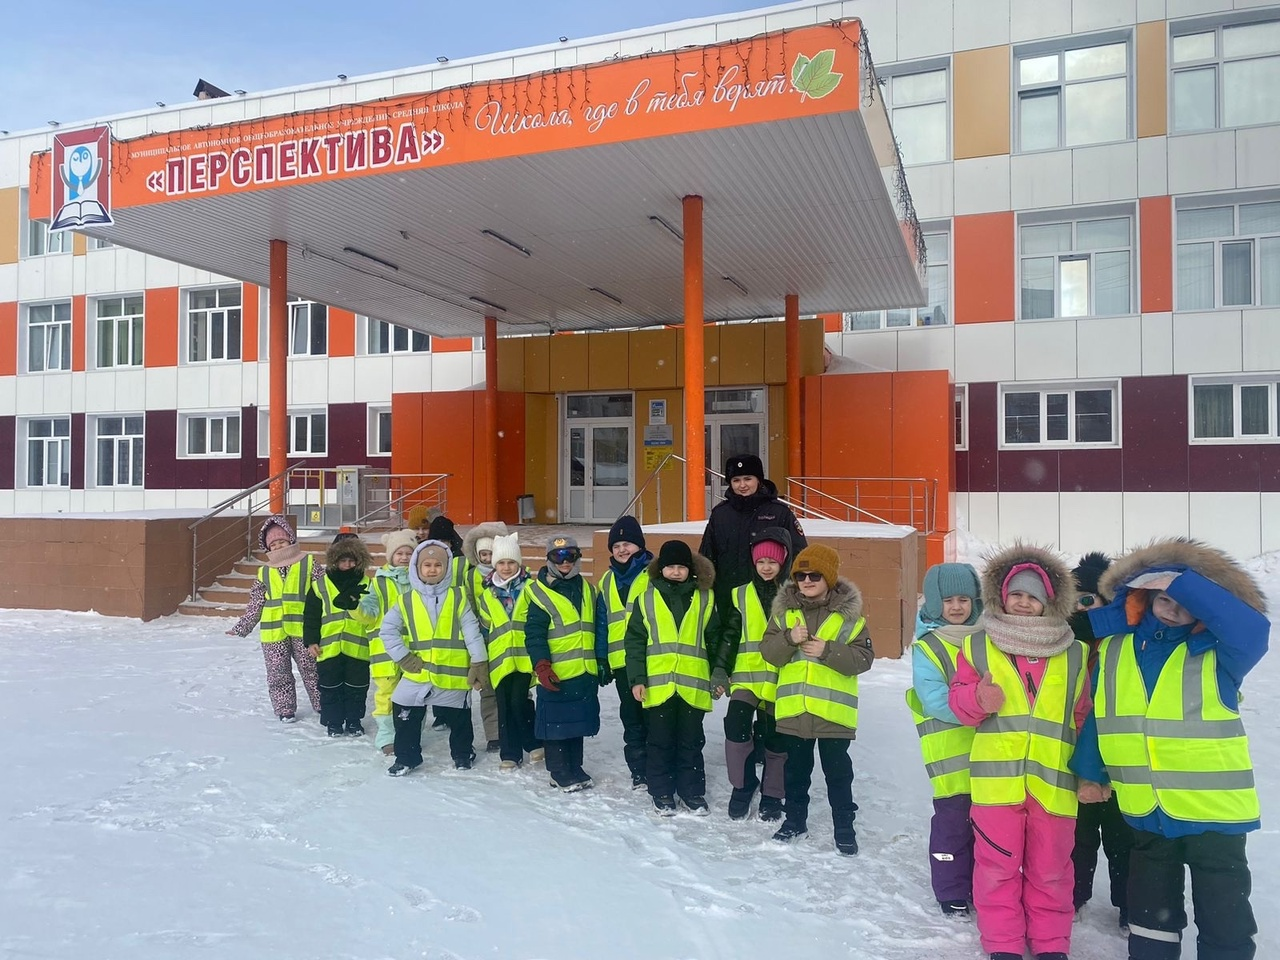 МУНИЦИПАЛЬНОЕ АВТОНОМНОЕ ОБЩЕОБРАЗОВАТЕЛЬНОЕ УЧРЕЖДЕНИЕ СРЕДНЯЯ ШКОЛА
«ПЕРСПЕКТИВА»
Школа, где в тебя верят!